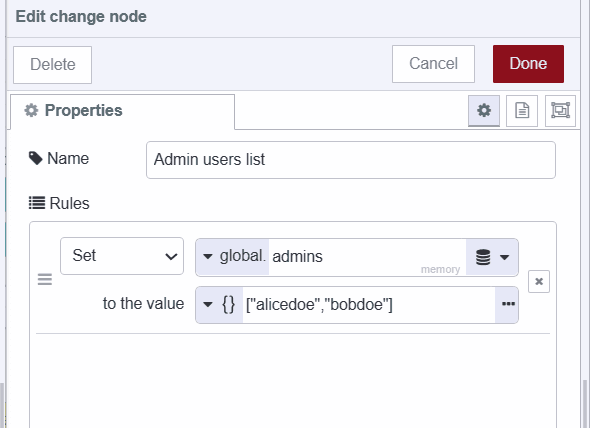 Edit change node
Delete Cancel Done
Properties
Name Admin users list
Rules
Set global. admins memory
to the value {} ["alicedoe","bobdoe"]